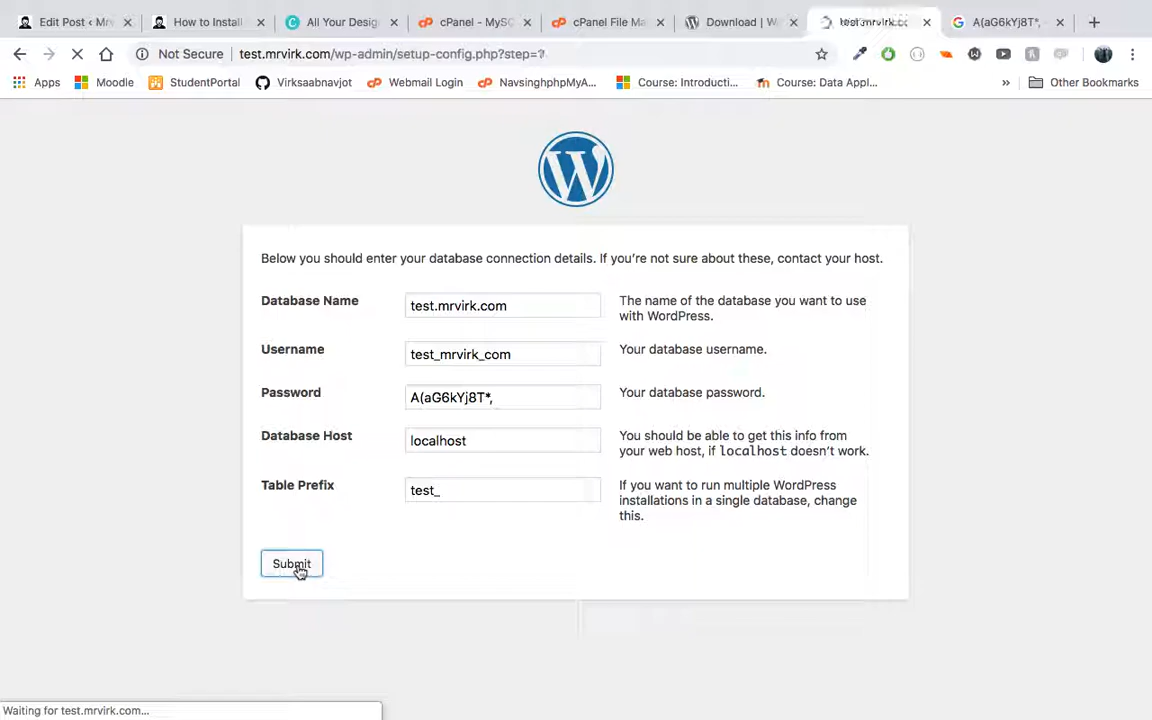 Edit Post ‹ Mrv
How to Install
All Your Design
cPanel - MySQ
cPanel File Ma
Download | W
test.mrvirk.co
A(aG6kYj8T*,
Not Secure
test.mrvirk.com/wp-admin/setup-config.php?step=
Apps
Moodle
StudentPortal
Virksaabnavjot
Webmail Login
NavsinghphpMyA...
Course: Introducti...
Course: Data Appl...
»
Other Bookmarks
Below you should enter your database connection details. If you’re not sure about these, contact your host.
Database Name
test.mrvirk.com
The name of the database you want to use
with WordPress.
Username
test_mrvirk_com
Your database username.
Password
A(aG6kYj8T*,
Your database password.
Database Host
localhost
You should be able to get this info from
your web host, if localhost doesn’t work.
Table Prefix
test_
If you want to run multiple WordPress
installations in a single database, change
this.
Submit
Waiting for test.mrvirk.com...